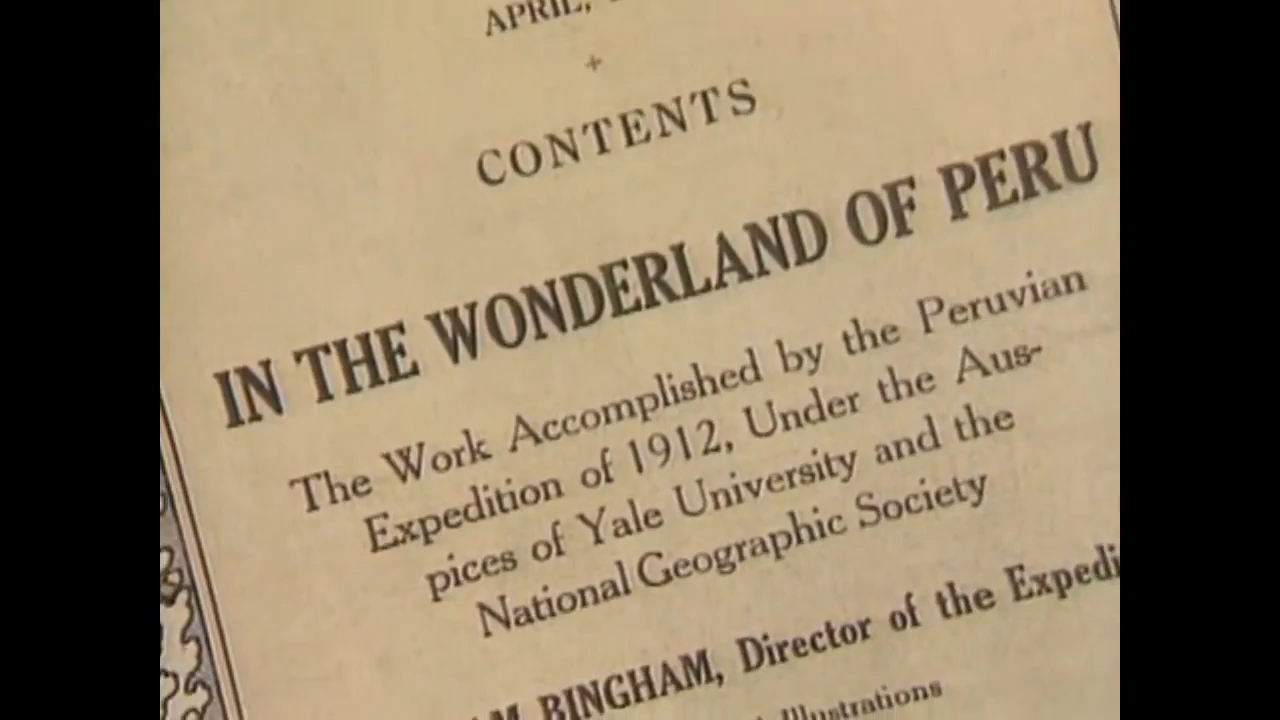 APRIL,
CONTENTS
IN THE WONDERLAND OF PERU
The Work Accomplished by the Peruvian
Expedition of 1912, Under the Aus-
pices of Yale University and the
National Geographic Society
BINGHAM, Director of the Expedi
Illustrations